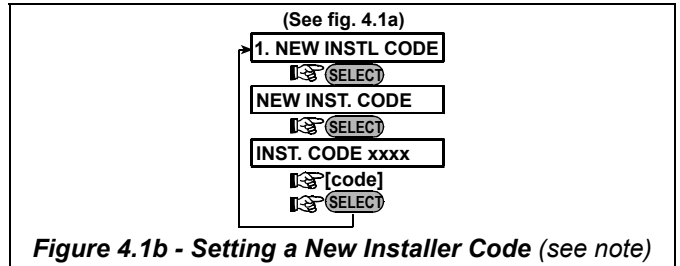 (See fig. 4.1a)
1. NEW INSTL CODE
SELECT
NEW INST. CODE
SELECT
INST. CODE xxxx
[code]
SELECT
Figure 4.1b - Setting a New Installer Code (see note)